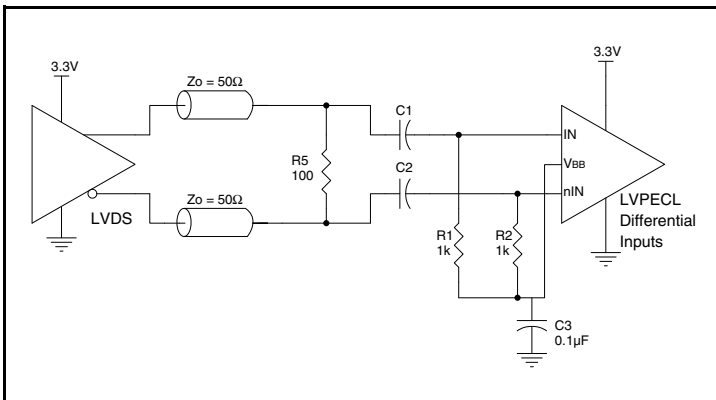 3.3V
3.3V
Zo = 50Ω
C1
IN
R5
100
VBB
C2
nIN
Zo = 50Ω
LVDS
LVPECL
Differential
Inputs
R1
1k
R2
1k
C3
0.1µF